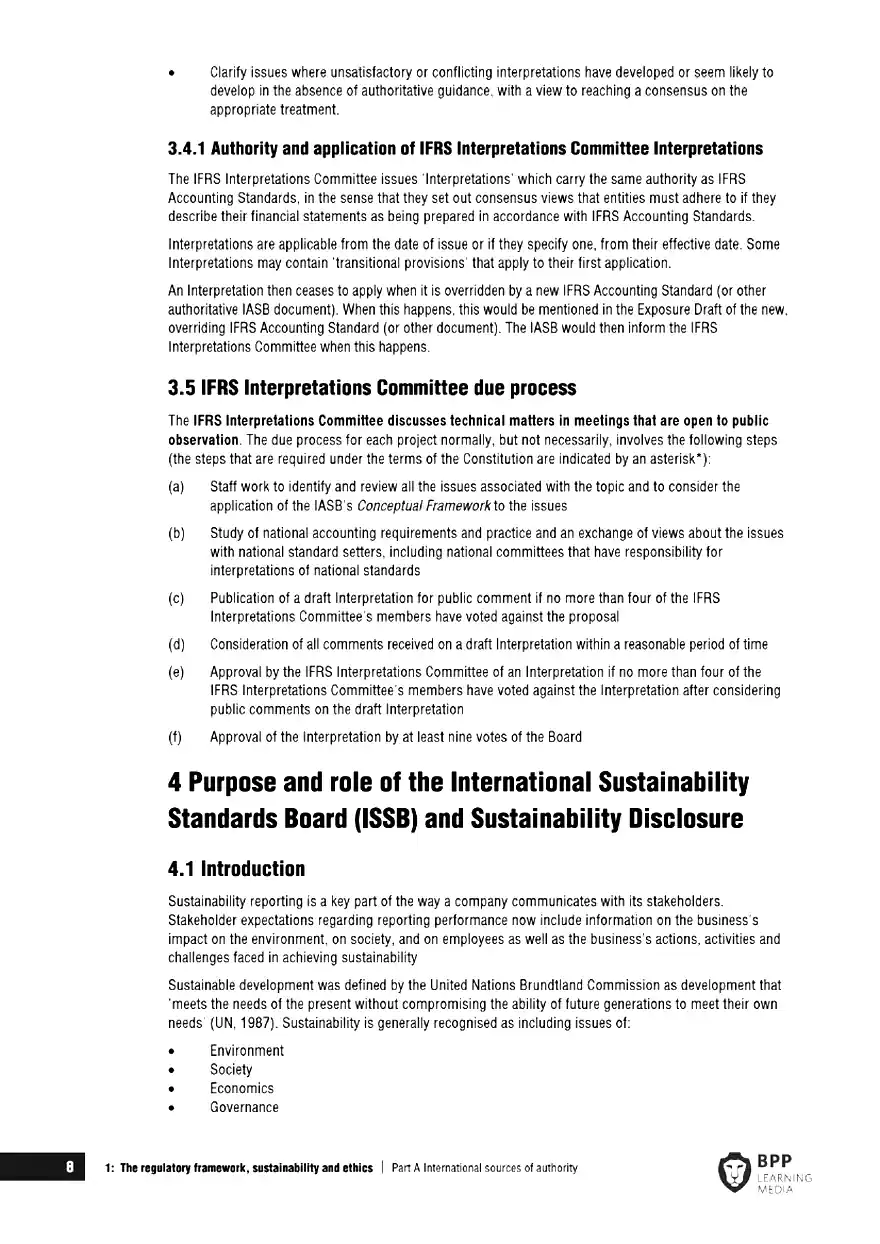 • Clarify issues where unsatisfactory or conflicting interpretations have developed or seem likely to
develop in the absence of authoritative guidance, with a view to reaching a consensus on the
appropriate treatment.
3.4.1 Authority and application of IFRS Interpretations Committee Interpretations
The IFRS Interpretations Committee issues 'Interpretations' which carry the same authority as IFRS
Accounting Standards, in the sense that they set out consensus views that entities must adhere to if they
describe their financial statements as being prepared in accordance with IFRS Accounting Standards.
Interpretations are applicable from the date of issue or if they specify one, from their effective date. Some
Interpretations may contain 'transitional provisions' that apply to their first application.
An Interpretation then ceases to apply when it is overridden by a new IFRS Accounting Standard (or other
authoritative IASB document). When this happens, this would be mentioned in the Exposure Draft of the new,
overriding IFRS Accounting Standard (or other document). The IASB would then inform the IFRS
Interpretations Committee when this happens.
3.5 IFRS Interpretations Committee due process
The IFRS Interpretations Committee discusses technical matters in meetings that are open to public
observation. The due process for each project normally, but not necessarily, involves the following steps
(the steps that are required under the terms of the Constitution are indicated by an asterisk*):
(a) Staff work to identify and review all the issues associated with the topic and to consider the
application of the IASB's Conceptual Framework to the issues
(b) Study of national accounting requirements and practice and an exchange of views about the issues
with national standard setters, including national committees that have responsibility for
interpretations of national standards
(c) Publication of a draft Interpretation for public comment if no more than four of the IFRS
Interpretations Committee's members have voted against the proposal
(d) Consideration of all comments received on a draft Interpretation within a reasonable period of time
(e) Approval by the IFRS Interpretations Committee of an Interpretation if no more than four of the
IFRS Interpretations Committee's members have voted against the Interpretation after considering
public comments on the draft Interpretation
(f) Approval of the Interpretation by at least nine votes of the Board
4 Purpose and role of the International Sustainability
Standards Board (ISSB) and Sustainability Disclosure
4.1 Introduction
Sustainability reporting is a key part of the way a company communicates with its stakeholders.
Stakeholder expectations regarding reporting performance now include information on the business's
impact on the environment, on society, and on employees as well as the business's actions, activities and
challenges faced in achieving sustainability
Sustainable development was defined by the United Nations Brundtland Commission as development that
'meets the needs of the present without compromising the ability of future generations to meet their own
needs' (UN, 1987). Sustainability is generally recognised as including issues of:
• Environment
• Society
• Economics
• Governance
8 1: The regulatory framework, sustainability and ethics | Part A International sources of authority
BPP
LEARNING
MEDIA